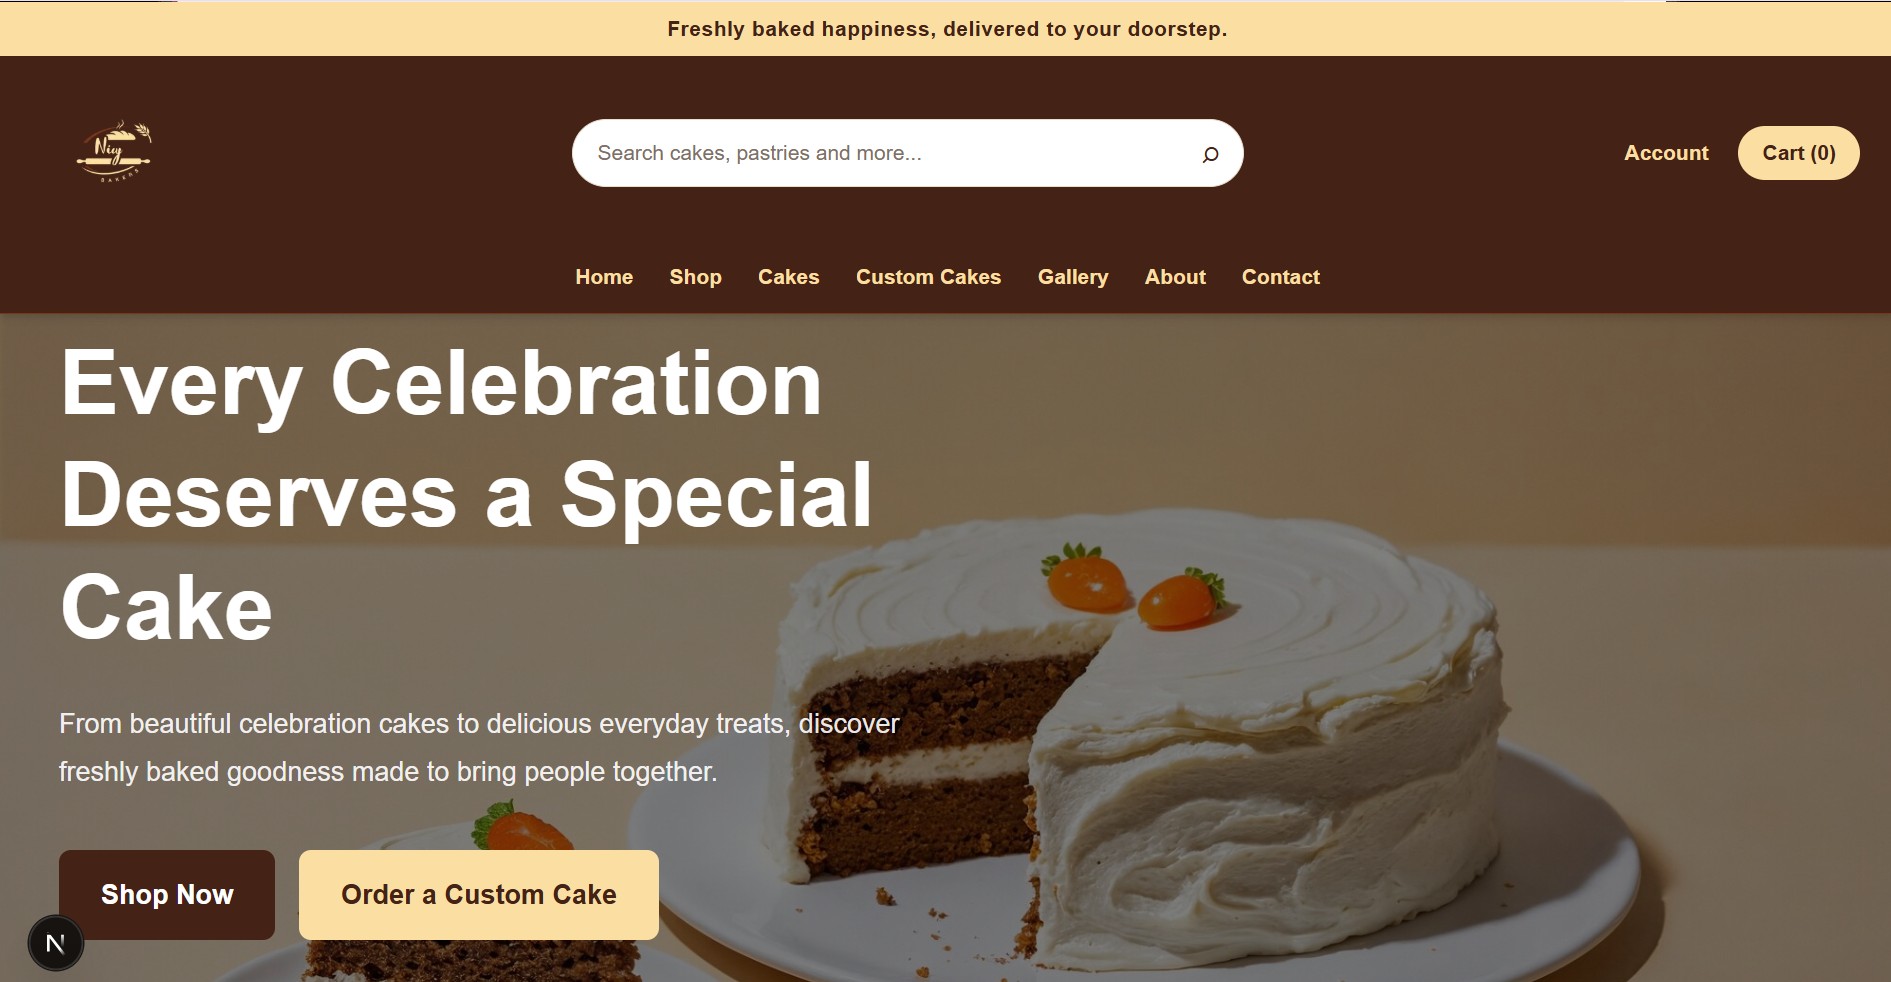 Freshly baked happiness, delivered to your doorstep.
Nicy
BAKERS
Search cakes, pastries and more...
Account
Cart (0)
Home Shop Cakes Custom Cakes Gallery About Contact
Every Celebration
Deserves a Special
Cake
From beautiful celebration cakes to delicious everyday treats, discover
freshly baked goodness made to bring people together.
Shop Now
Order a Custom Cake
N